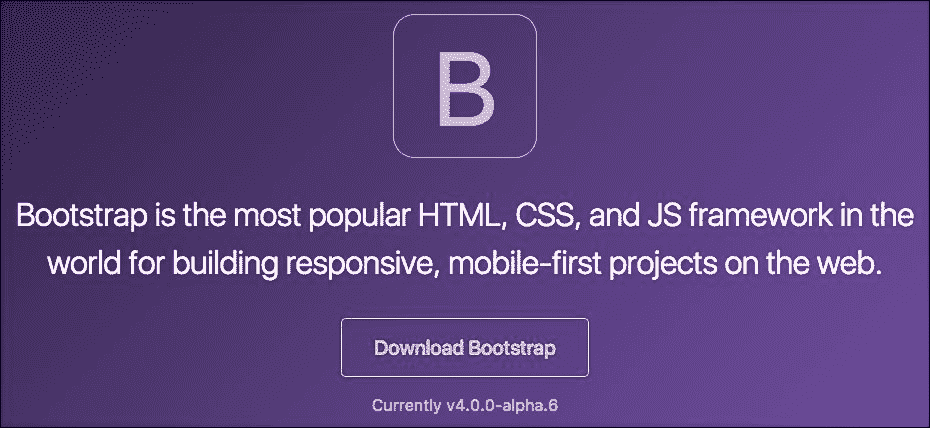 B
Bootstrap is the most popular HTML, CSS, and JS framework in the
world for building responsive, mobile-first projects on the web.
Download Bootstrap
Currently v4.0.0-alpha.6